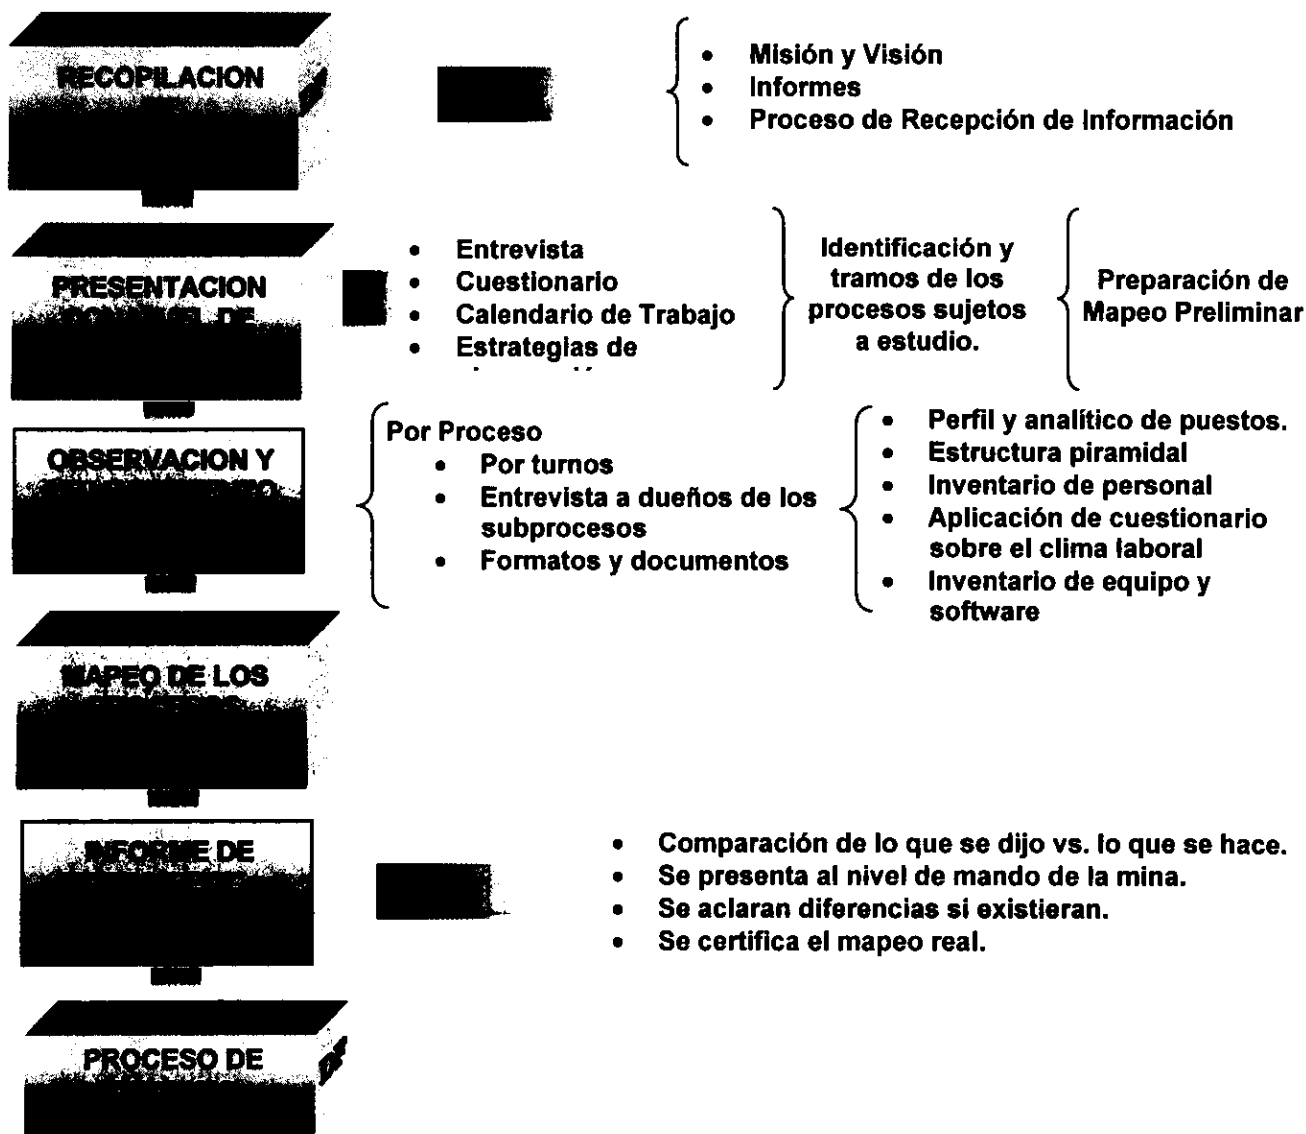 RECOPILACION
• Misión y Visión
• Informes
• Proceso de Recepción de Información
PRESENTACION
DE
• Entrevista
• Cuestionario
• Calendario de Trabajo
• Estrategias de
Identificación y
tramos de los
procesos sujetos
a estudio.
Preparación de
Mapeo Preliminar
OBSERVACION Y
Por Proceso
• Por turnos
• Entrevista a dueños de los
subprocesos
• Formatos y documentos
• Perfil y analítico de puestos.
• Estructura piramidal
• Inventario de personal
• Aplicación de cuestionario
sobre el clima laboral
• Inventario de equipo y
software
MAPEO DE LOS
INFORME DE
• Comparación de lo que se dijo vs. lo que se hace.
• Se presenta al nivel de mando de la mina.
• Se aclaran diferencias si existieran.
• Se certifica el mapeo real.
PROCESO DE